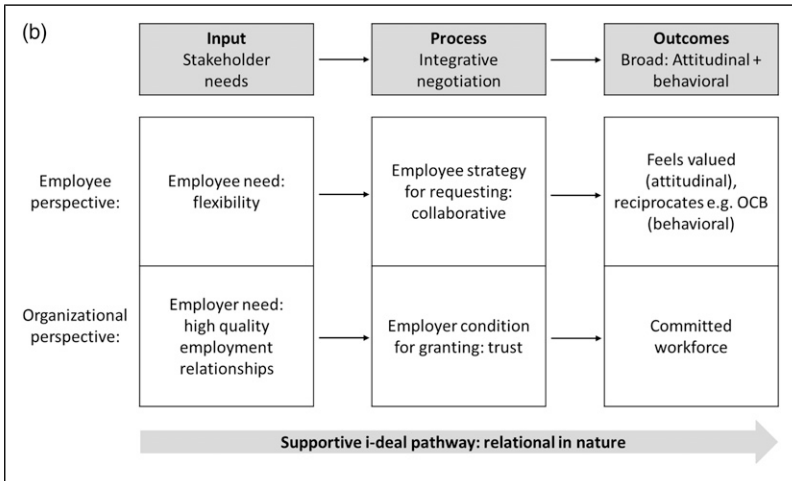 (b)
Input
Stakeholder
needs
Process
Integrative
negotiation
Outcomes
Broad: Attitudinal +
behavioral
Employee
perspective:
Employee need:
flexibility
Employee strategy
for requesting:
collaborative
Feels valued
(attitudinal),
reciprocates e.g. OCB
(behavioral)
Organizational
perspective:
Employer need:
high quality
employment
relationships
Employer condition
for granting: trust
Committed
workforce
Supportive i-deal pathway: relational in nature